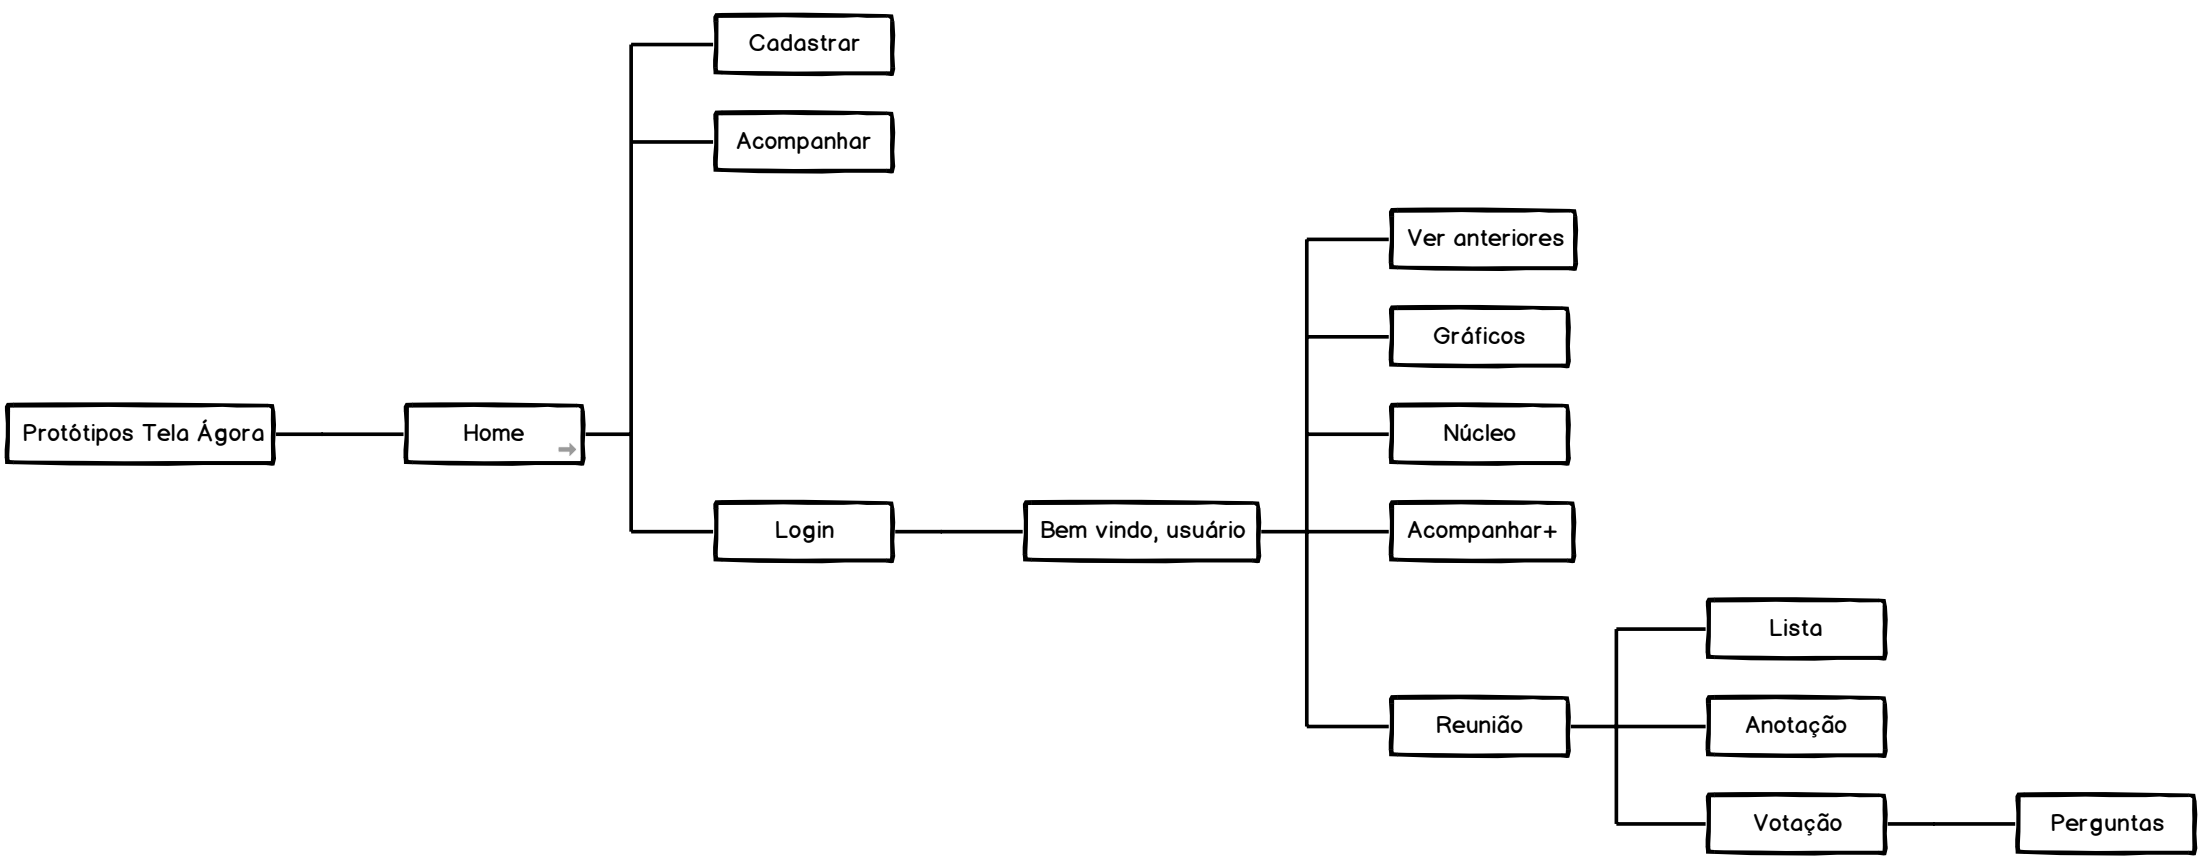 Cadastrar
Acompanhar
Ver anteriores
Gráficos
Protótipos Tela Ágora
Home
Núcleo
Login
Bem vindo, usuário
Acompanhar+
Lista
Reunião
Anotação
Votação
Perguntas